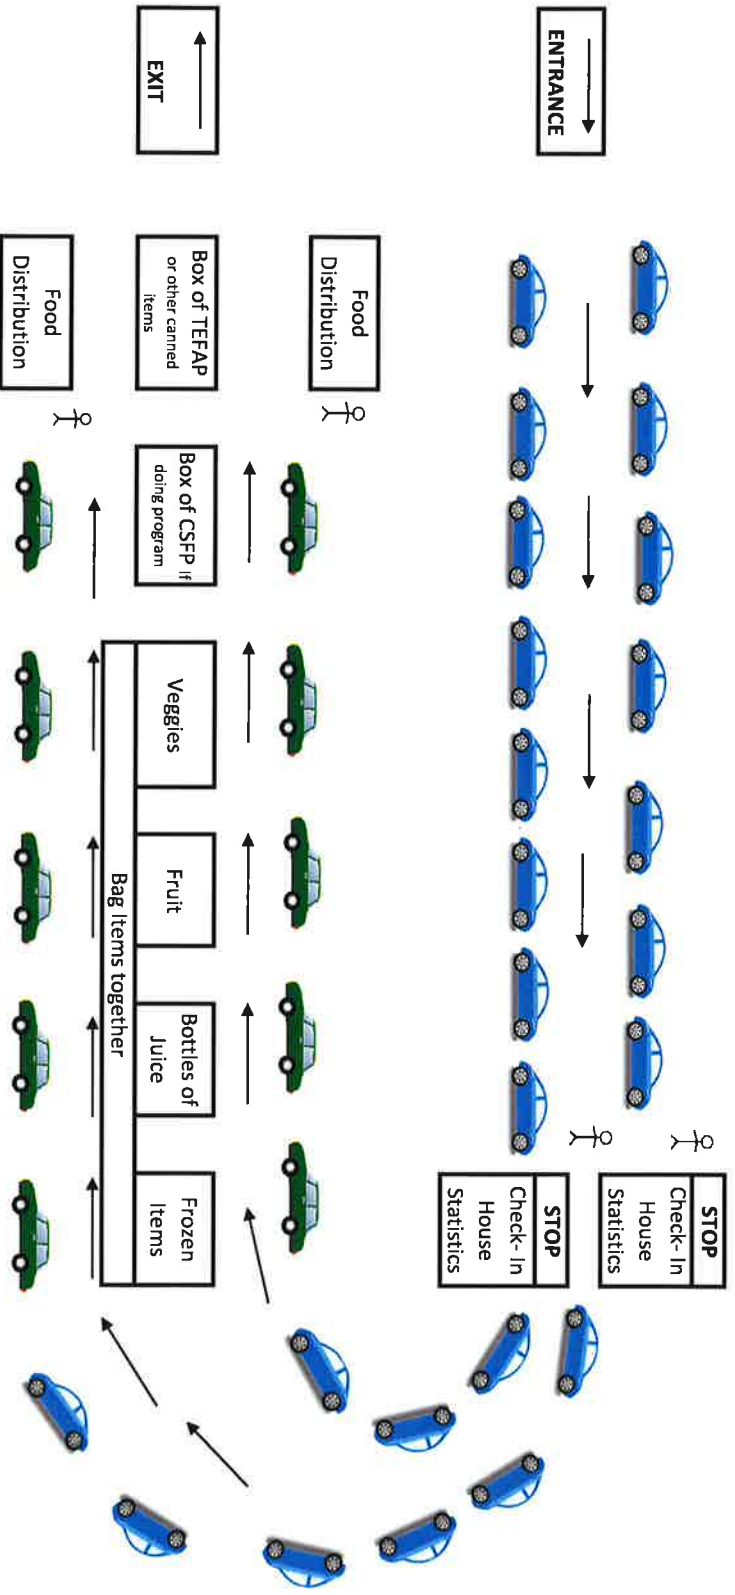 ENTRANCE
STOP
Check- In
House
Statistics
STOP
Check- In
House
Statistics
EXIT
Food
Distribution
Box of TEFAP
or other canned
items
Food
Distribution
Box of CSFP If
doing program
Veggies
Fruit
Bottles of
Juice
Frozen
Items
Bag Items together